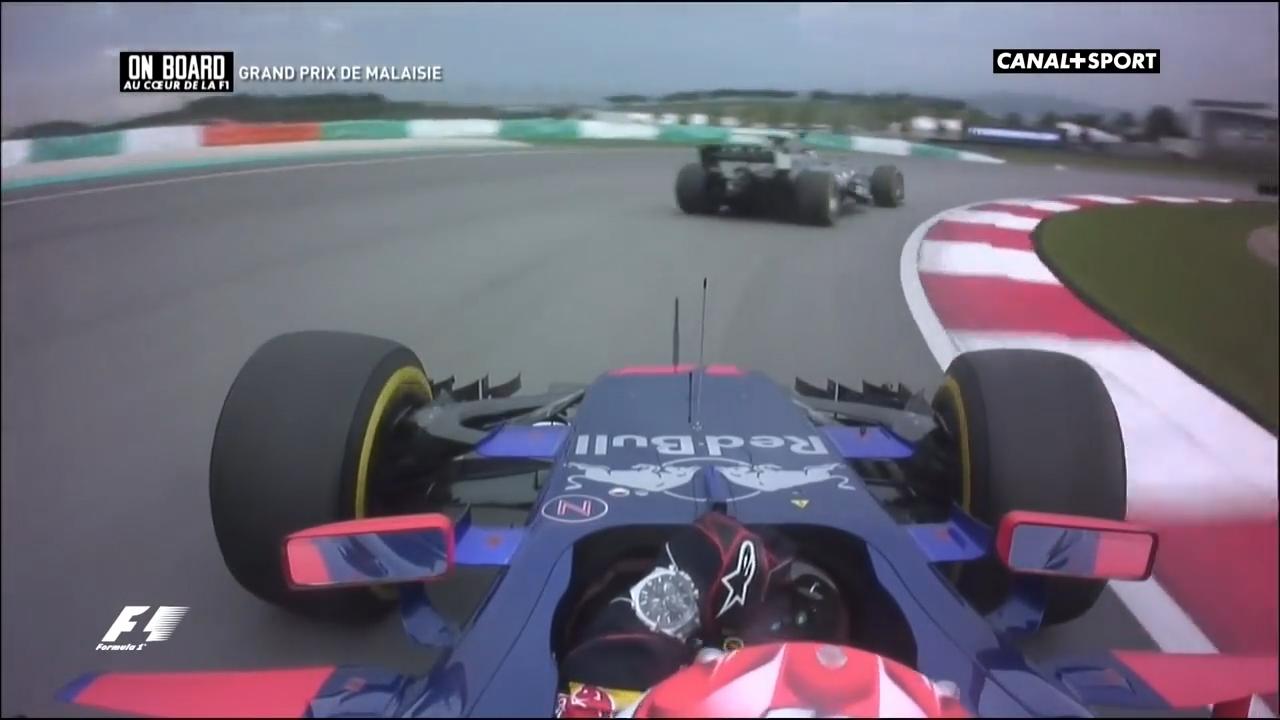 ON BOARD
AU CŒUR DE LA F1
GRAND PRIX DE MALAISIE
CANAL+SPORT
Red Bull
F1
Formula 1